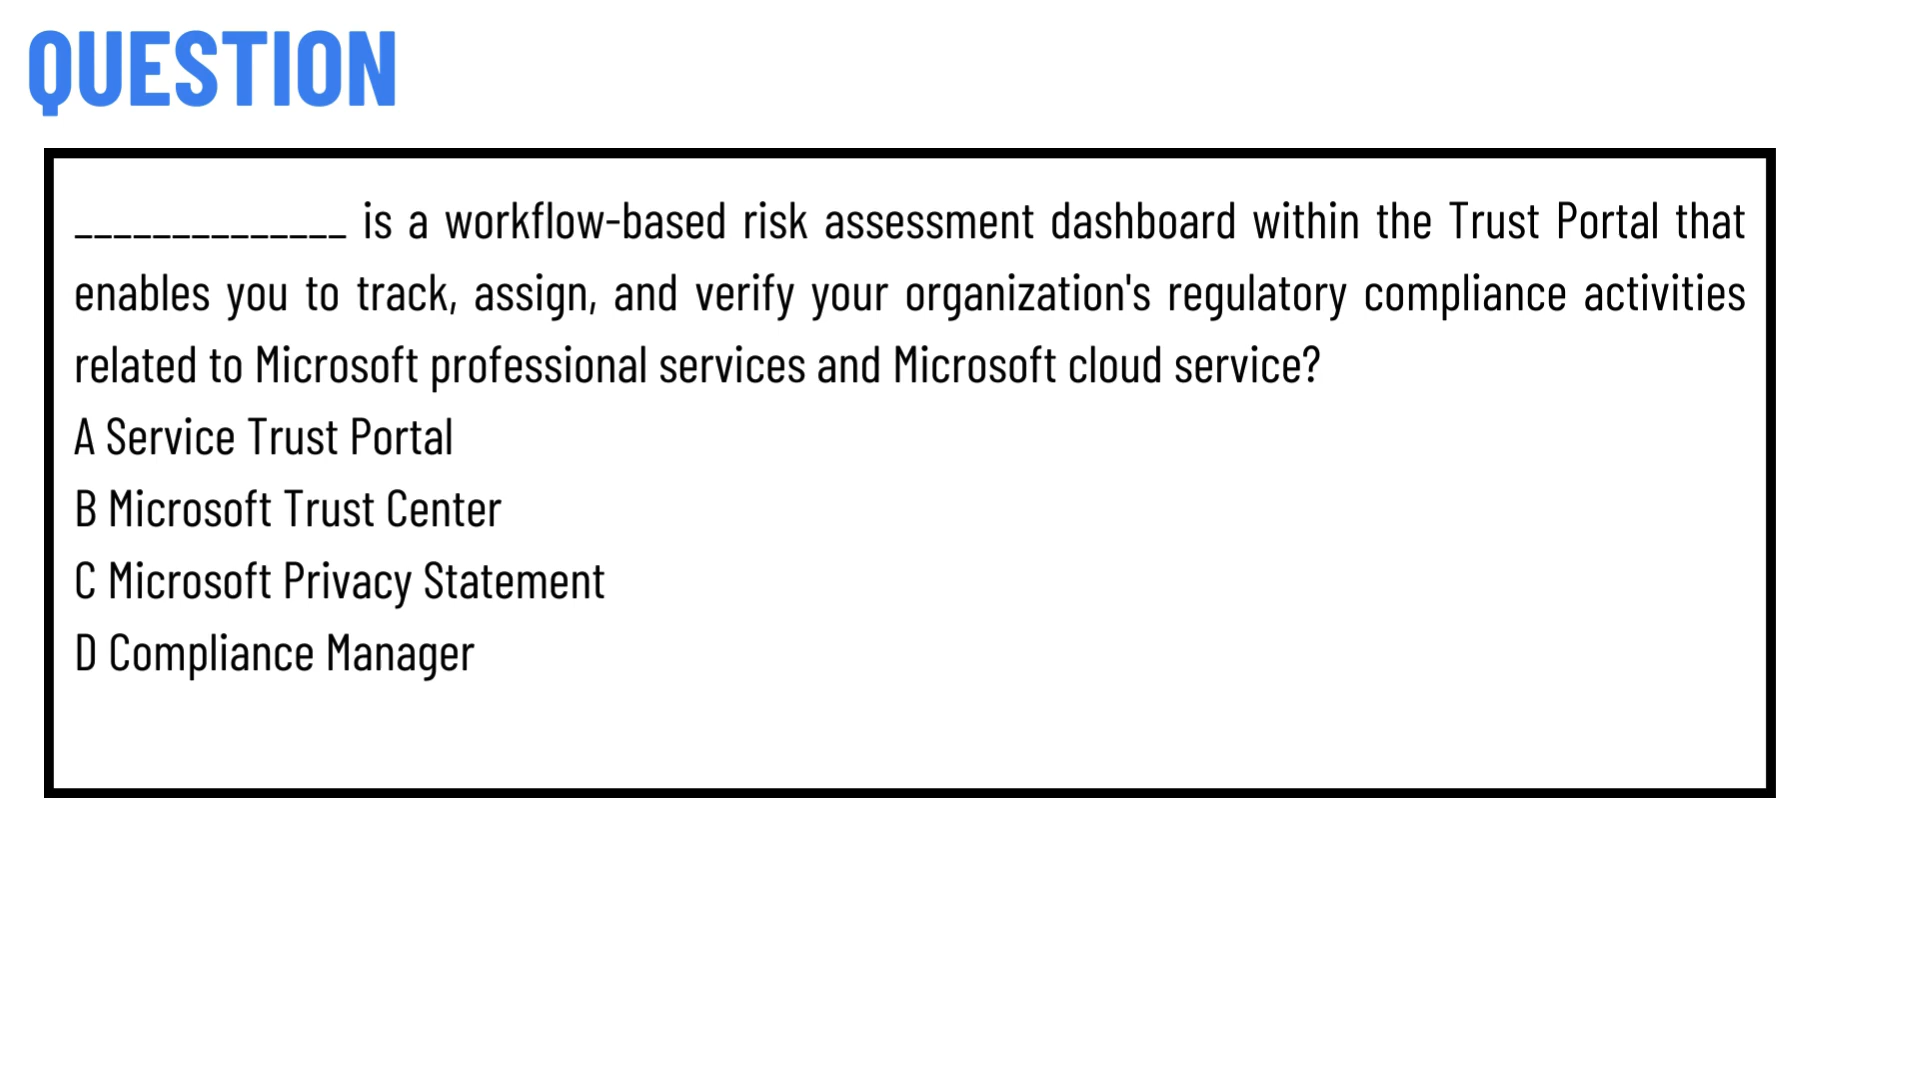 QUESTION
______________ is a workflow-based risk assessment dashboard within the Trust Portal that
enables you to track, assign, and verify your organization's regulatory compliance activities
related to Microsoft professional services and Microsoft cloud service?
A Service Trust Portal
B Microsoft Trust Center
C Microsoft Privacy Statement
D Compliance Manager